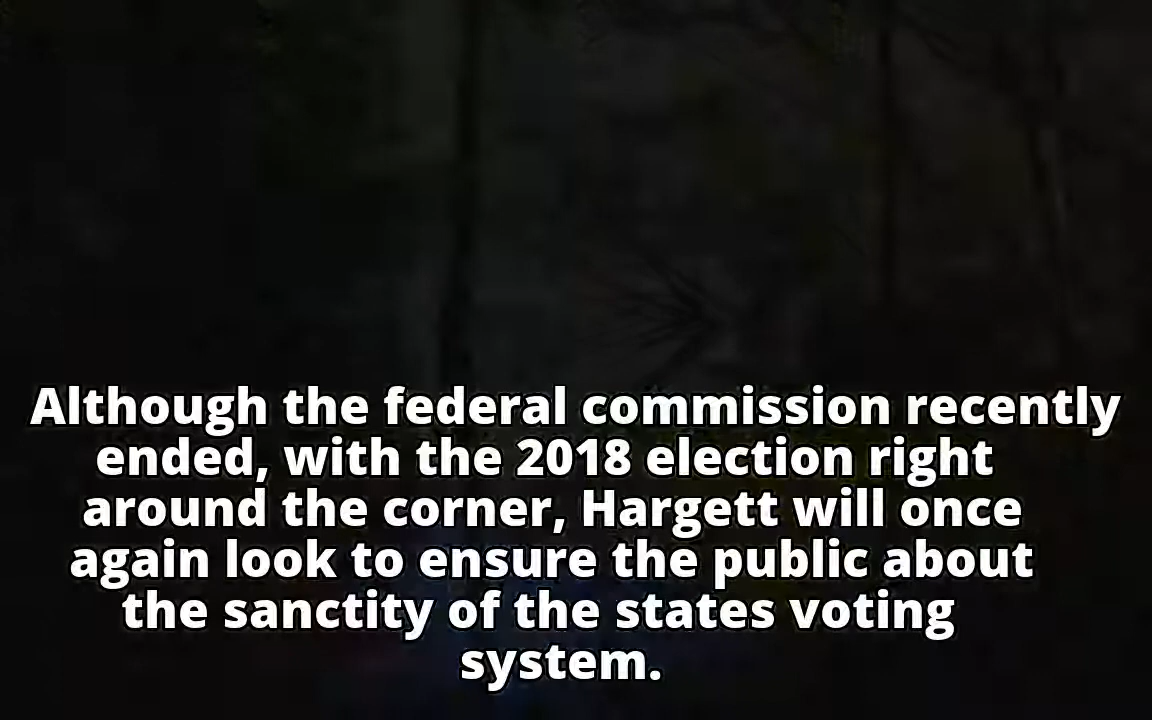 Although the federal commission recently
ended, with the 2018 election right
around the corner, Hargett will once
again look to ensure the public about
the sanctity of the states voting
system.